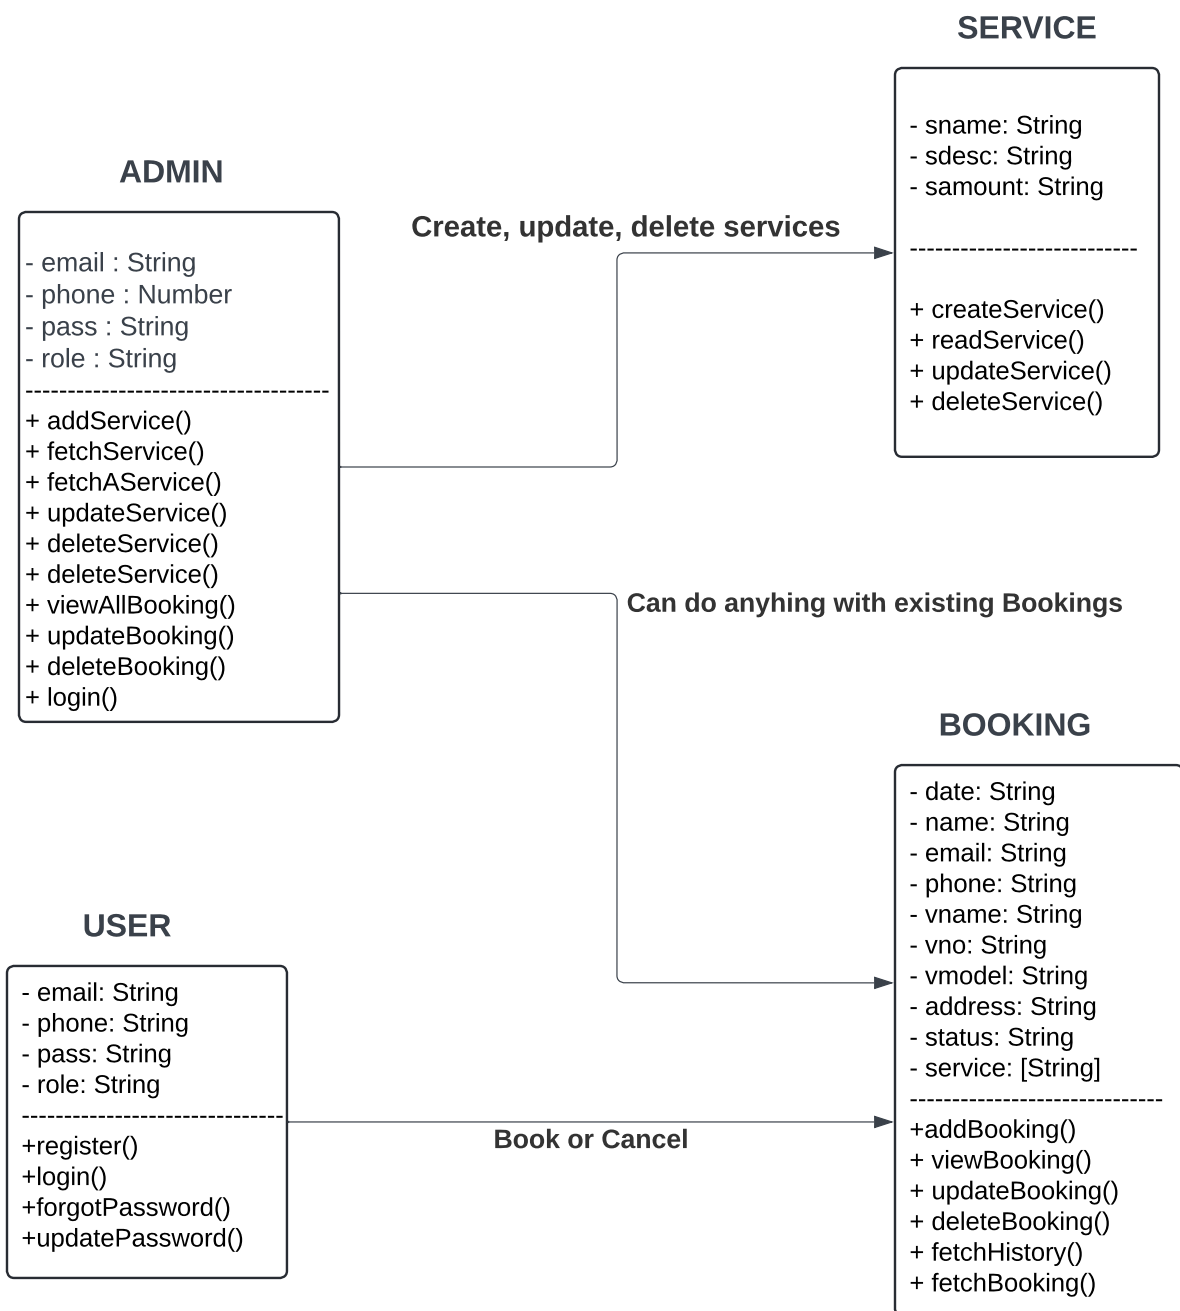 SERVICE
- sname: String
- sdesc: String
- samount: String
---------------------------
+ createService()
+ readService()
+ updateService()
+ deleteService()
ADMIN
- email : String
- phone : Number
- pass : String
- role : String
------------------------------------
+ addService()
+ fetchService()
+ fetchAService()
+ updateService()
+ deleteService()
+ deleteService()
+ viewAllBooking()
+ updateBooking()
+ deleteBooking()
+ login()
Create, update, delete services
Can do anyhing with existing Bookings
BOOKING
- date: String
- name: String
- email: String
- phone: String
- vname: String
- vno: String
- vmodel: String
- address: String
- status: String
- service: [String]
------------------------------
+addBooking()
+ viewBooking()
+ updateBooking()
+ deleteBooking()
+ fetchHistory()
+ fetchBooking()
USER
- email: String
- phone: String
- pass: String
- role: String
-------------------------------
+register()
+login()
+forgotPassword()
+updatePassword()
Book or Cancel